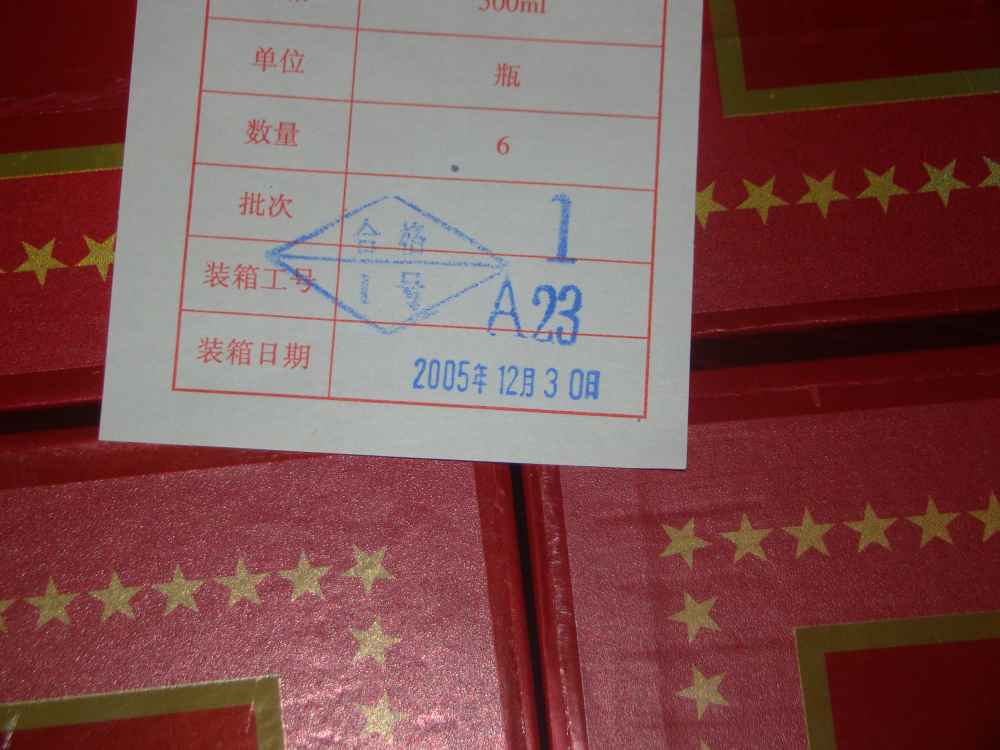 500ml
单位 瓶
数量 6
批次 1
合格
装箱工号 1号 A23
装箱日期 2005年12月30日